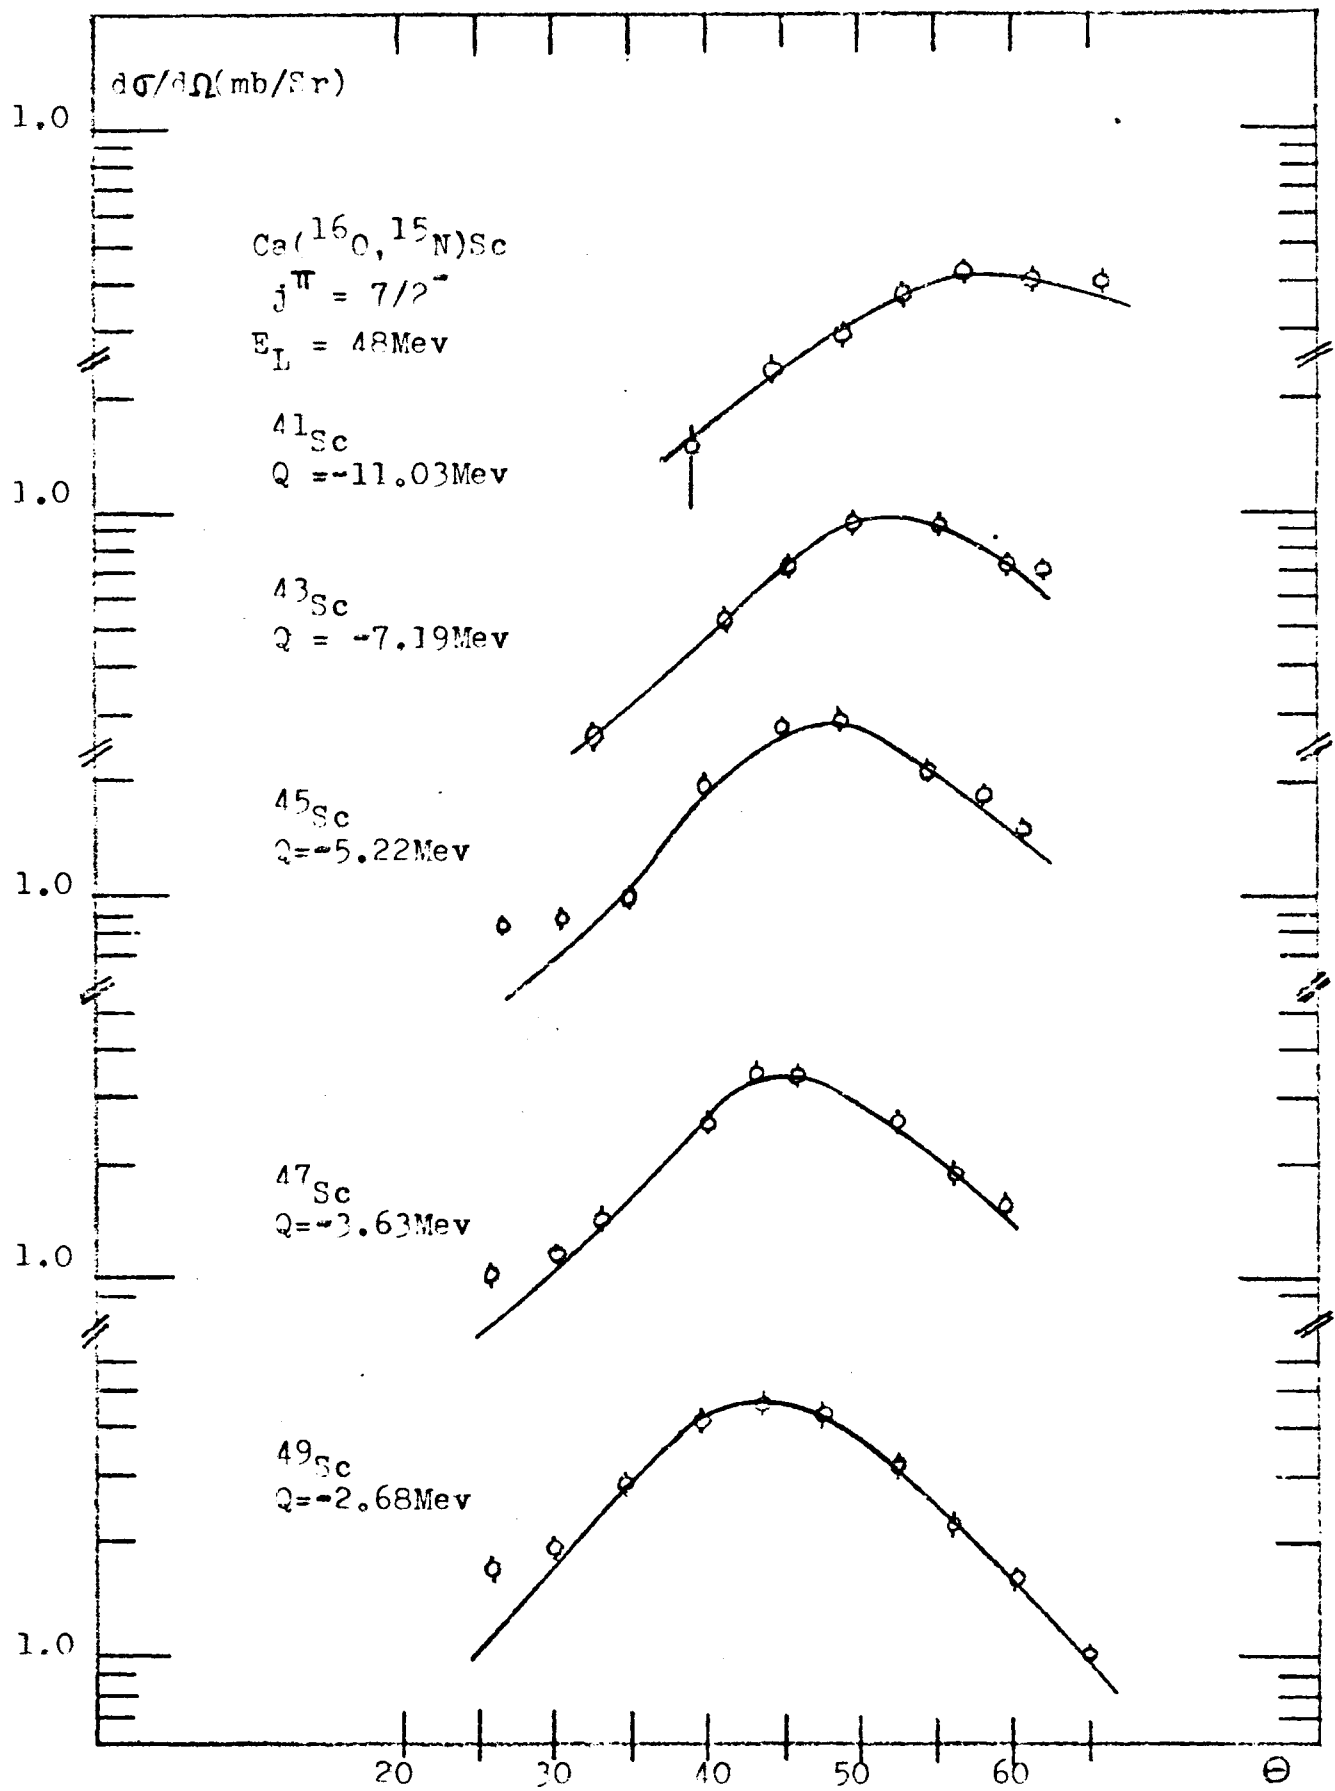 dσ/dΩ(mb/Sr)
1.0
Ca(¹⁶O,¹⁵N)Sc
jᵖⁱ = 7/2⁻
E_L = 48Mev
⁴¹Sc
Q =-11.03Mev
1.0
⁴³Sc
Q = -7.19Mev
⁴⁵Sc
Q=-5.22Mev
1.0
⁴⁷Sc
Q=-3.63Mev
1.0
⁴⁹Sc
Q=-2.68Mev
1.0
20 30 40 50 60 Θ